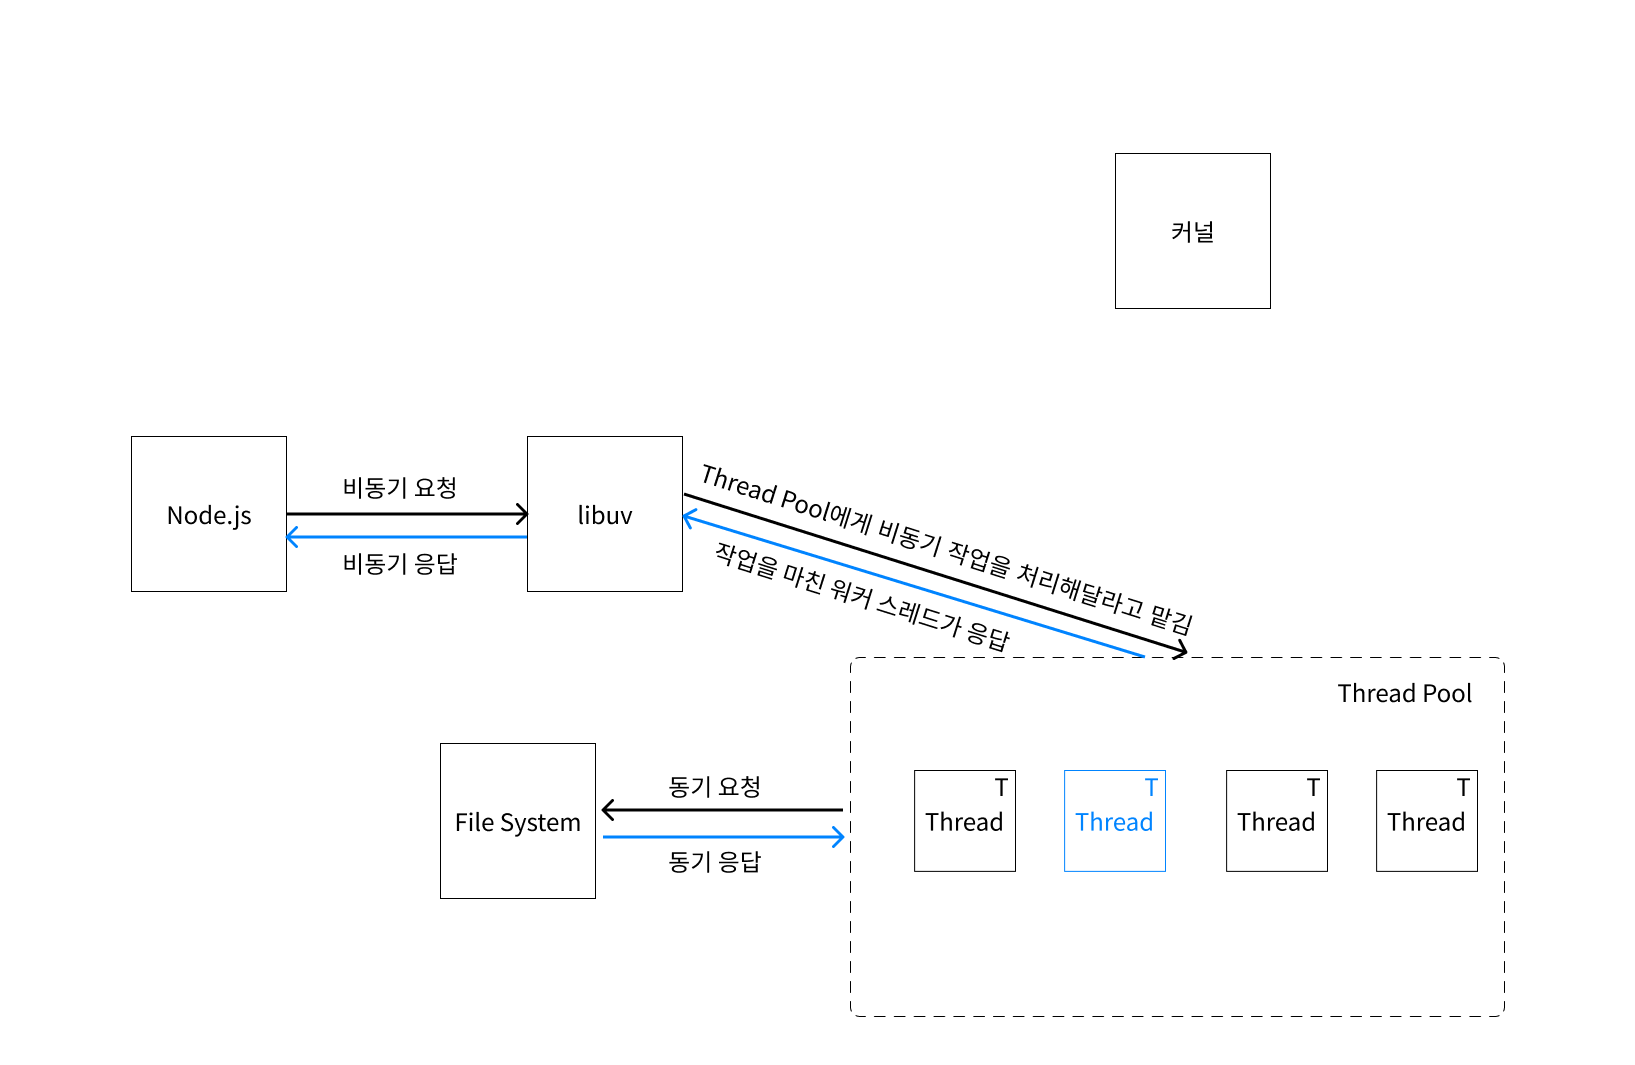 커널
Node.js
비동기 요청
비동기 응답
libuv
Thread Pool에게 비동기 작업을 처리해달라고 맡김
작업을 마친 워커 스레드가 응답
Thread Pool
File System
동기 요청
동기 응답
T
Thread
T
Thread
T
Thread
T
Thread